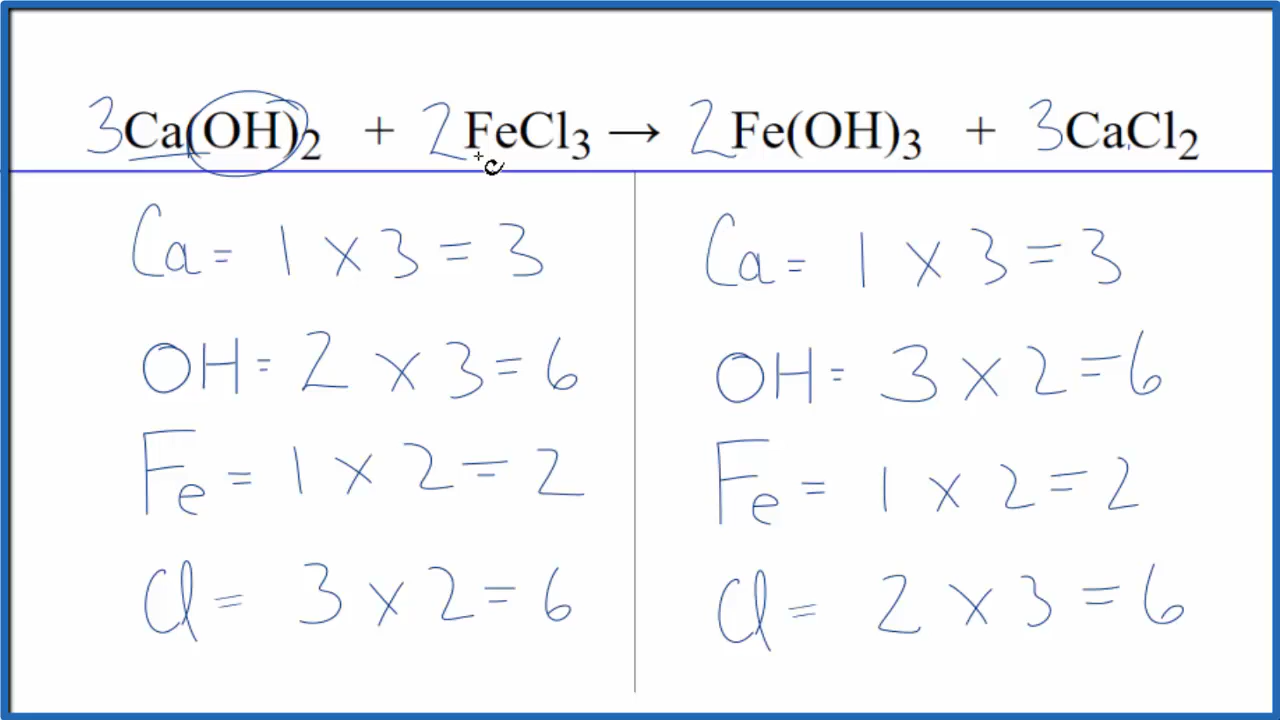 3Ca(OH)₂ + 2FeCl₃ → 2Fe(OH)₃ + 3CaCl₂
Ca = 1 x 3 = 3
OH = 2 x 3 = 6
Fe = 1 x 2 = 2
Cl = 3 x 2 = 6
Ca = 1 x 3 = 3
OH = 3 x 2 = 6
Fe = 1 x 2 = 2
Cl = 2 x 3 = 6